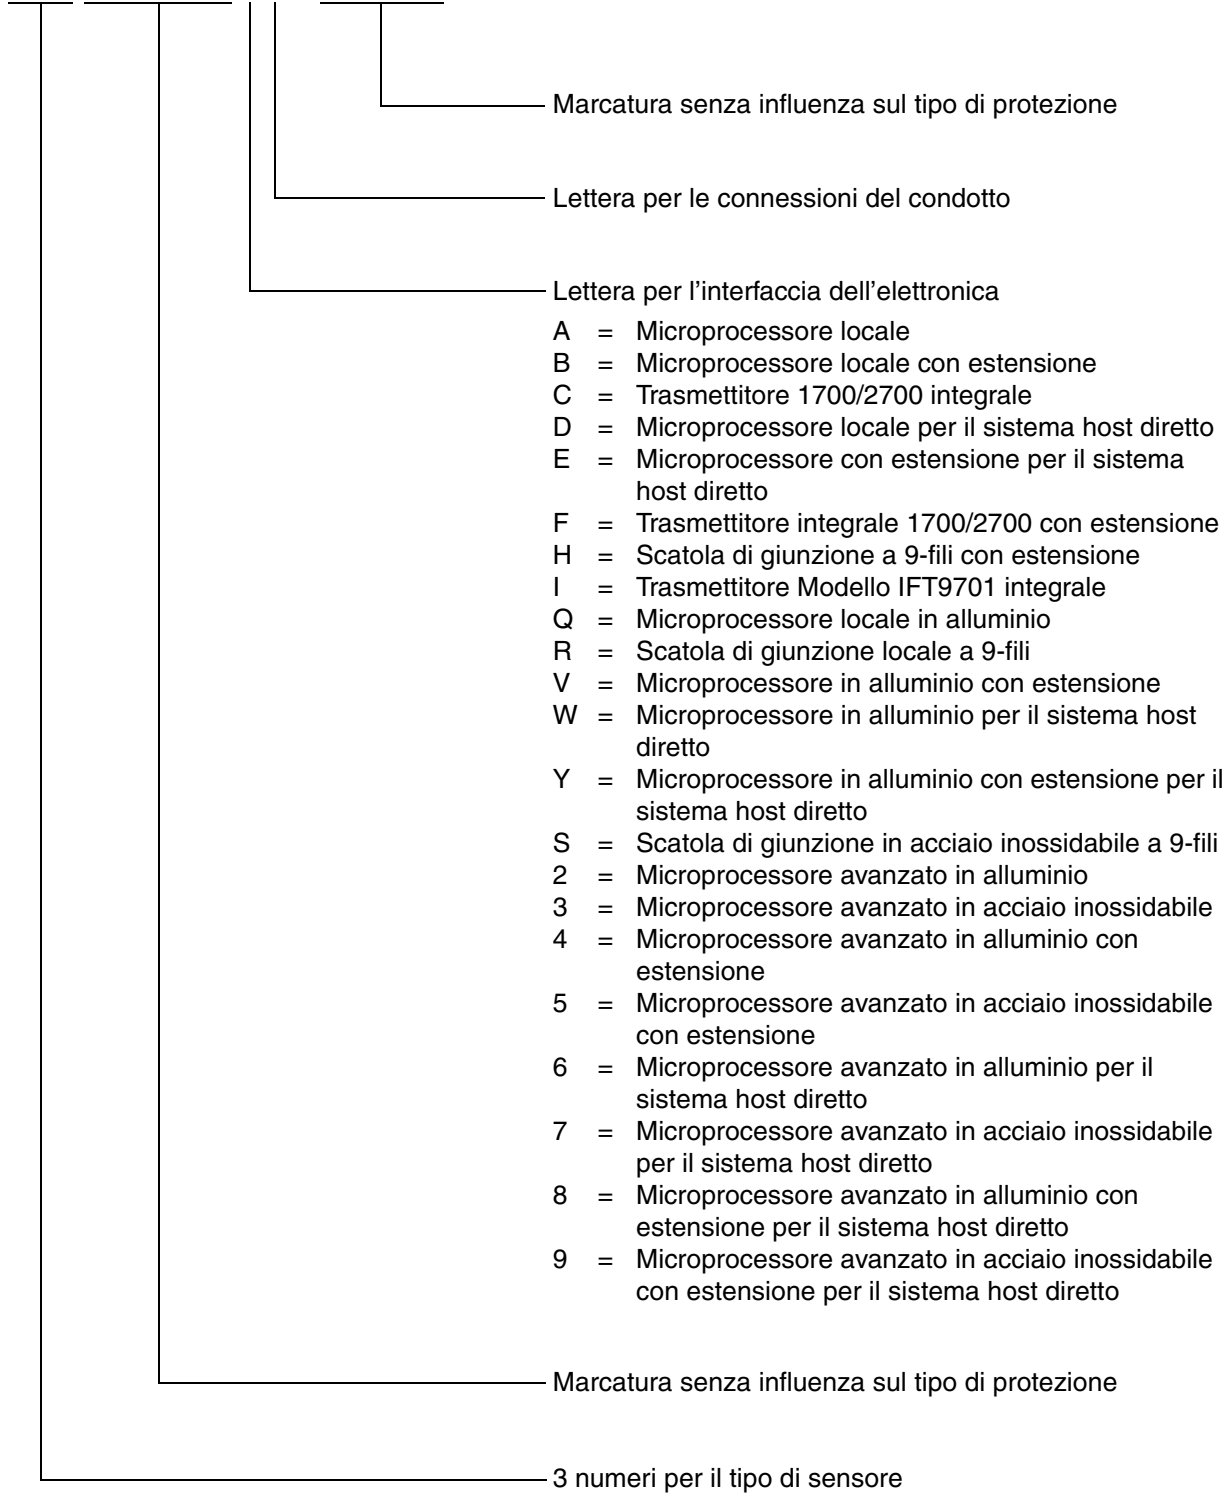 Marcatura senza influenza sul tipo di protezione
Lettera per le connessioni del condotto
Lettera per l'interfaccia dell'elettronica
A = Microprocessore locale
B = Microprocessore locale con estensione
C = Trasmettitore 1700/2700 integrale
D = Microprocessore locale per il sistema host diretto
E = Microprocessore con estensione per il sistema
host diretto
F = Trasmettitore integrale 1700/2700 con estensione
H = Scatola di giunzione a 9-fili con estensione
I = Trasmettitore Modello IFT9701 integrale
Q = Microprocessore locale in alluminio
R = Scatola di giunzione locale a 9-fili
V = Microprocessore in alluminio con estensione
W = Microprocessore in alluminio per il sistema host
diretto
Y = Microprocessore in alluminio con estensione per il
sistema host diretto
S = Scatola di giunzione in acciaio inossidabile a 9-fili
2 = Microprocessore avanzato in alluminio
3 = Microprocessore avanzato in acciaio inossidabile
4 = Microprocessore avanzato in alluminio con
estensione
5 = Microprocessore avanzato in acciaio inossidabile
con estensione
6 = Microprocessore avanzato in alluminio per il
sistema host diretto
7 = Microprocessore avanzato in acciaio inossidabile
per il sistema host diretto
8 = Microprocessore avanzato in alluminio con
estensione per il sistema host diretto
9 = Microprocessore avanzato in acciaio inossidabile
con estensione per il sistema host diretto
Marcatura senza influenza sul tipo di protezione
3 numeri per il tipo di sensore